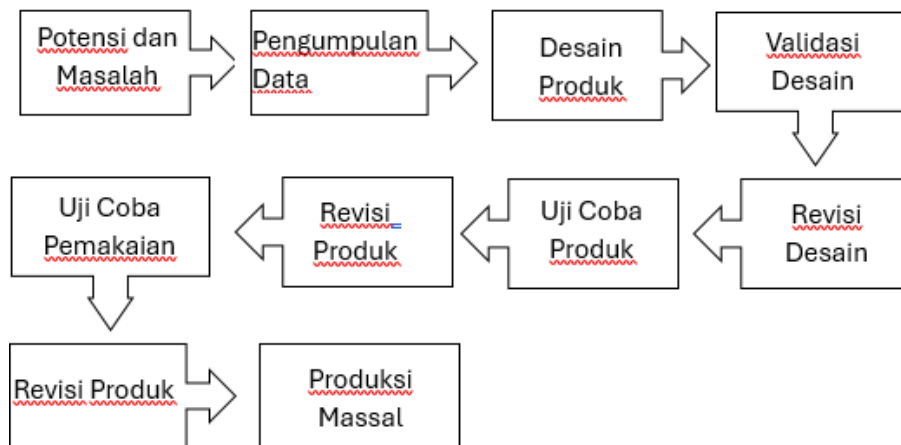 Potensi dan
Masalah
Pengumpulan
Data
Desain
Produk
Validasi
Desain
Revisi
Desain
Uji Coba
Produk
Revisi
Produk
Uji Coba
Pemakaian
Revisi Produk
Produksi
Massal